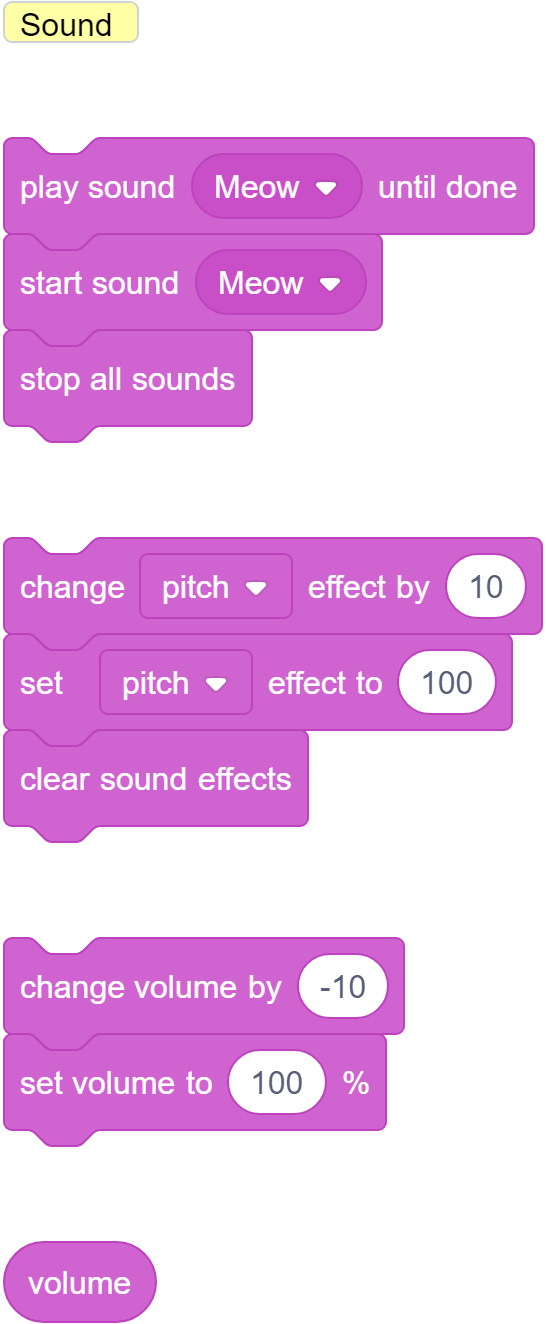 Sound
play sound Meow until done
start sound Meow
stop all sounds
change pitch effect by 10
set pitch effect to 100
clear sound effects
change volume by -10
set volume to 100 %
volume